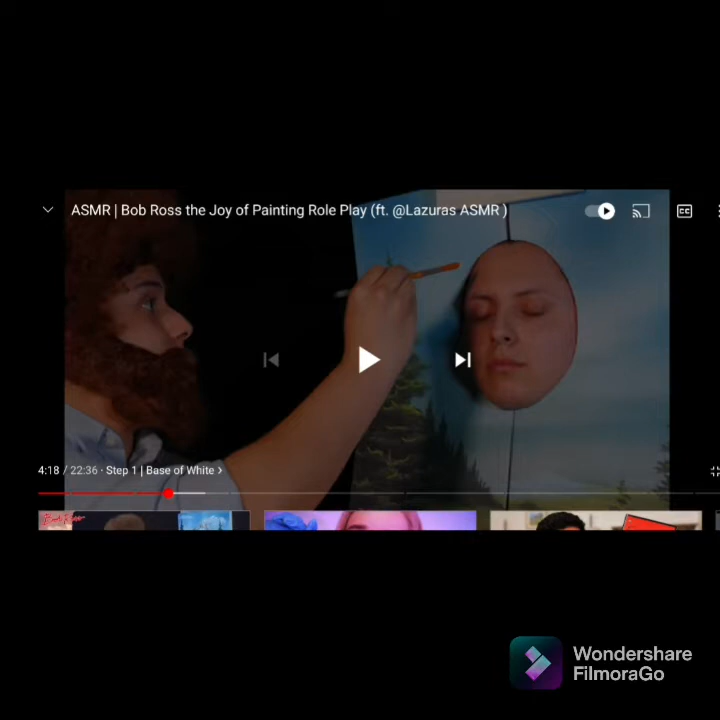 ASMR | Bob Ross the Joy of Painting Role Play (ft. @Lazuras ASMR )
CC
4:18 / 22:36 · Step 1 | Base of White ›
Wondershare
FilmoraGo